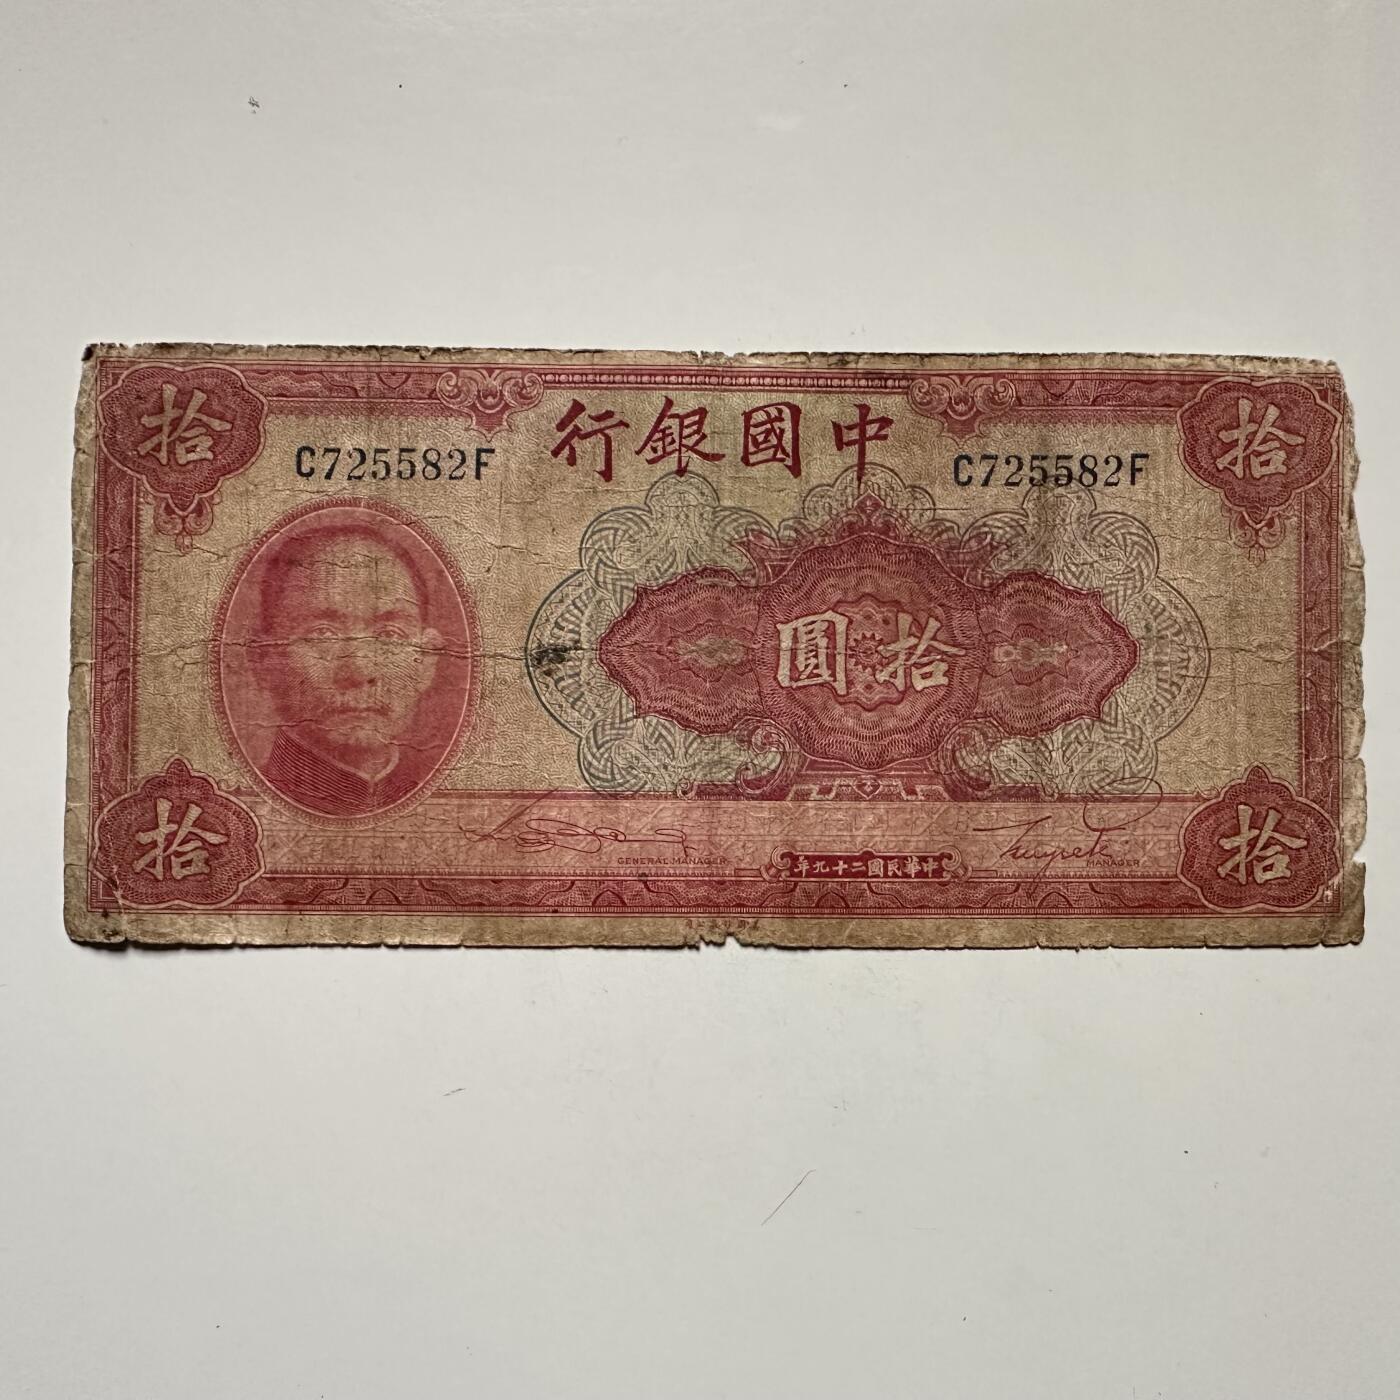 中國銀行
C725582F
C725582F
拾
拾
拾圓
拾
拾
GENERAL MANAGER
MANAGER
中華民國二十九年